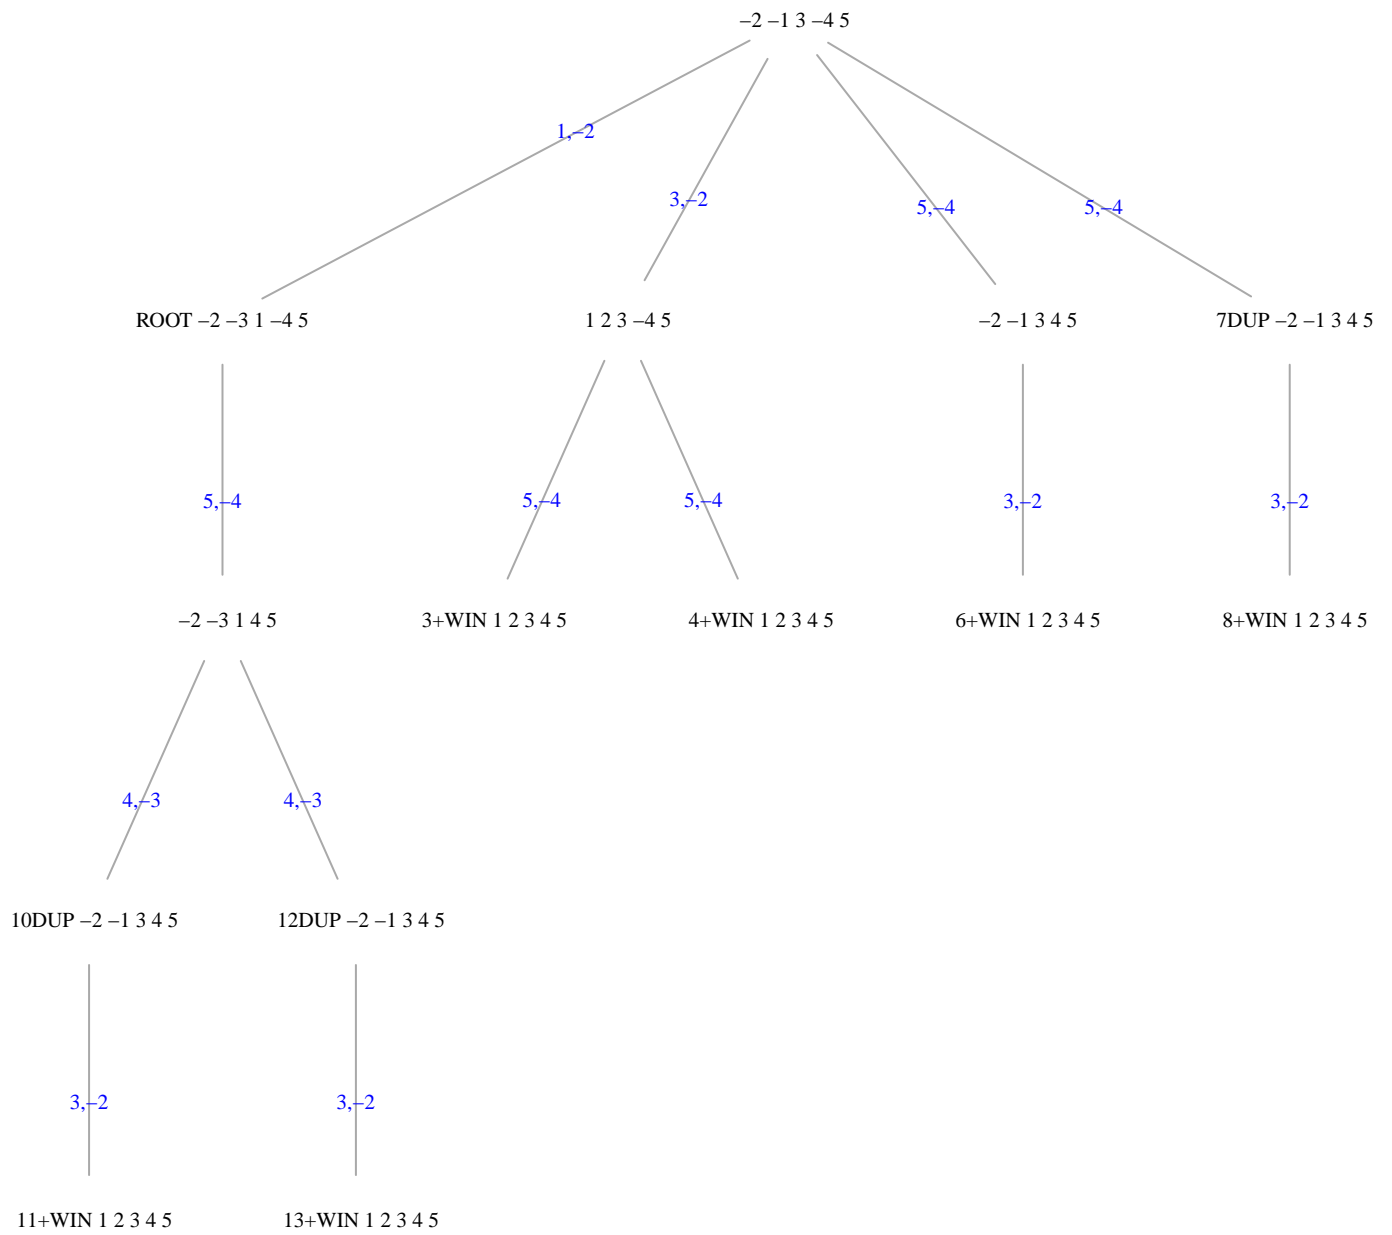 −2 −1 3 −4 5
1,−2
3,−2
5,−4
5,−4
ROOT −2 −3 1 −4 5
1 2 3 −4 5
−2 −1 3 4 5
7DUP −2 −1 3 4 5
5,−4
5,−4
5,−4
3,−2
3,−2
−2 −3 1 4 5
3+WIN 1 2 3 4 5
4+WIN 1 2 3 4 5
6+WIN 1 2 3 4 5
8+WIN 1 2 3 4 5
4,−3
4,−3
10DUP −2 −1 3 4 5
12DUP −2 −1 3 4 5
3,−2
3,−2
11+WIN 1 2 3 4 5
13+WIN 1 2 3 4 5